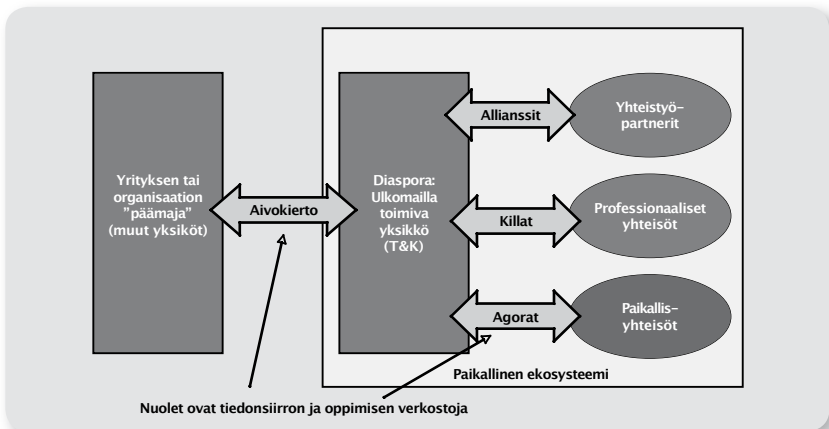 Yrityksen tai
organisaation
”päämaja”
(muut yksiköt)
Aivokierto
Diaspora:
Ulkomailla
toimiva
yksikkö
(T&K)
Allianssit
Yhteistyö-
partnerit
Killat
Professionaaliset
yhteisöt
Agorat
Paikallis-
yhteisöt
Paikallinen ekosysteemi
Nuolet ovat tiedonsiirron ja oppimisen verkostoja